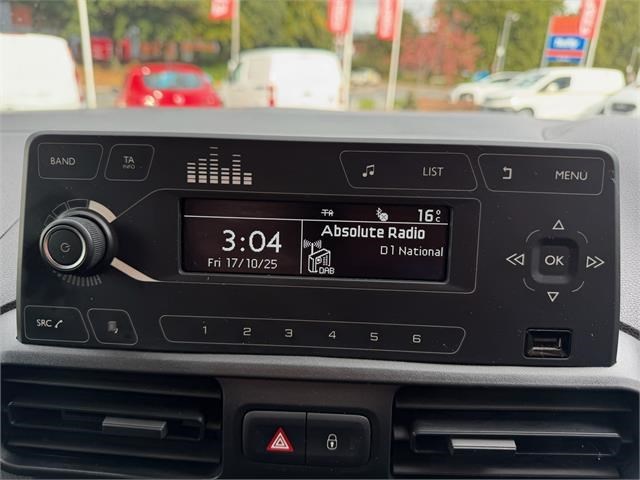 BAND
TA
INFO
LIST
MENU
TA
16°C
3:04
Absolute Radio
D1 National
Fri 17/10/25
DAB
OK
SRC
1 2 3 4 5 6